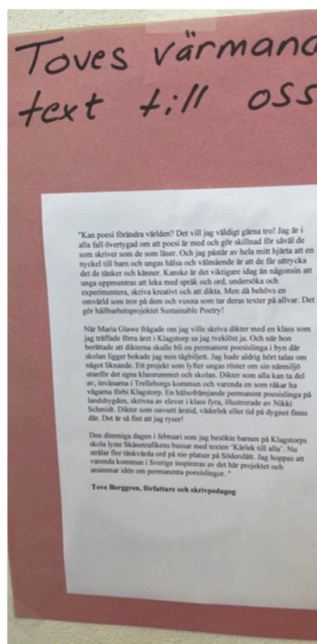 Toves värmand
text till oss
"Kan poesi förändra världen? Det vill jag väldigt gärna tro! Jag är i
alla fall övertygad om att poesi är med och gör skillnad för såväl de
som skriver som de som läser. Och jag påstår av hela mitt hjärta att en
nyckel till barn och ungas hälsa och välmående är att de får uttrycka
det de tänker och känner. Kanske är det viktigare idag än någonsin att
unga uppmuntras att leka med språk och ord, undersöka och
experimentera, skriva kreativt och att dikta. Men då behövs en
omvärld som tror på dem och vuxna som tar deras texter på allvar. Det
gör hållbarhetsprojektet Sustainable Poetry!
När Maria Glawe frågade om jag ville skriva dikter med en klass som
jag träffade förra året i Klagstorp sa jag tveklöst ja. Och när hon
berättade att dikterna skulle bli en permanent poesislinga i byn där
skolan ligger bokade jag min tågbiljett. Jag hade aldrig hört talas om
något liknande. Ett projekt som lyfter ungas röster om sin närmiljö
utanför det egna klassrummet och skolan. Dikter som alla kan ta del
av, invånarna i Trelleborgs kommun och varenda en som råkar ha
vägarna förbi Klagstorp. En hälsofrämjande permanent poesislinga på
landsbygden, skrivna av elever i klass fyra, illustrerade av Nikki
Schmidt. Dikter som oavsett årstid, väderlek eller tid på dygnet finns
där. Det är så fint att jag ryser!
Den dimmiga dagen i februari som jag besökte barnen på Klagstorps
skola lyste Skånetrafikens bussar med texten 'Kärlek till alla'. Nu
strålar fler tänkvärda ord på nio platser på Söderslätt. Jag hoppas att
varenda kommun i Sverige inspireras av det här projektet och
anammar idén om permanenta poesislingor. "
Tove Berggren, författare och skrivpedagog